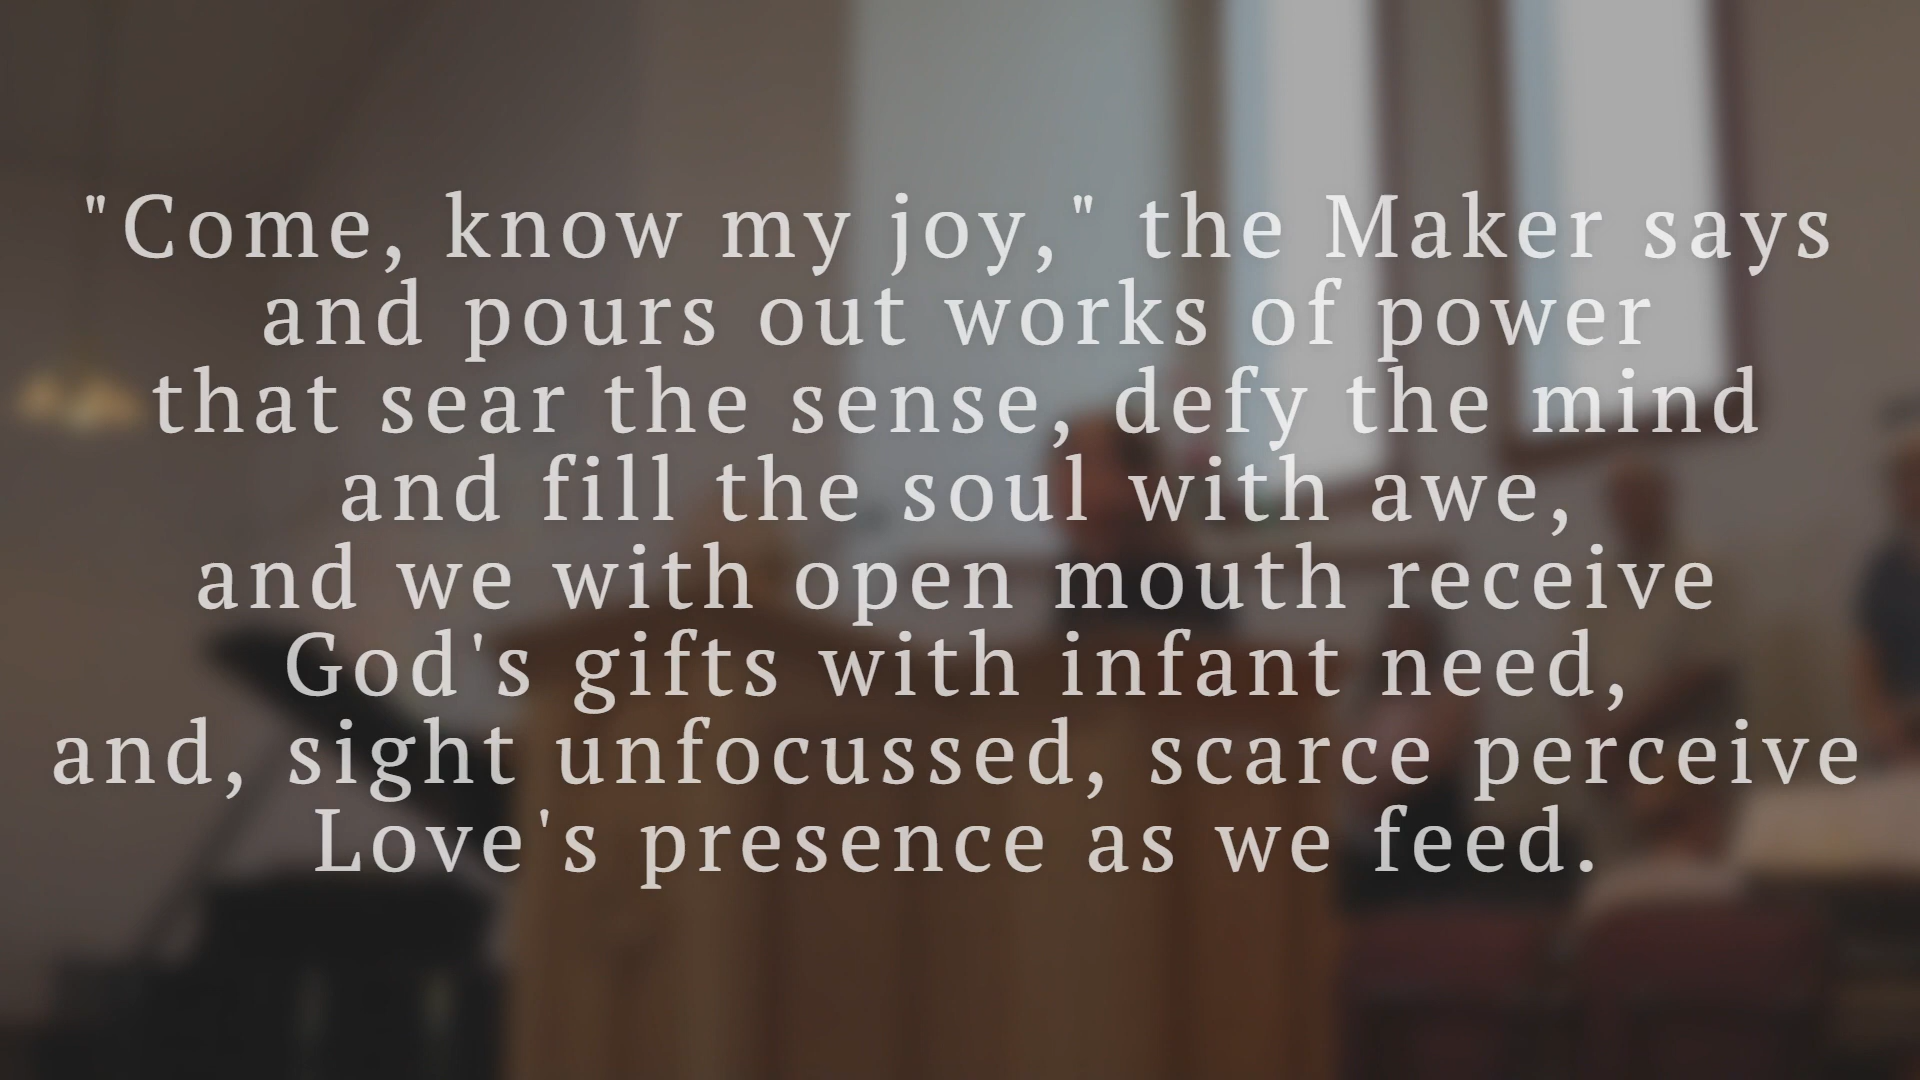 "Come, know my joy," the Maker says
and pours out works of power
that sear the sense, defy the mind
and fill the soul with awe,
and we with open mouth receive
God's gifts with infant need,
and, sight unfocussed, scarce perceive
Love's presence as we feed.